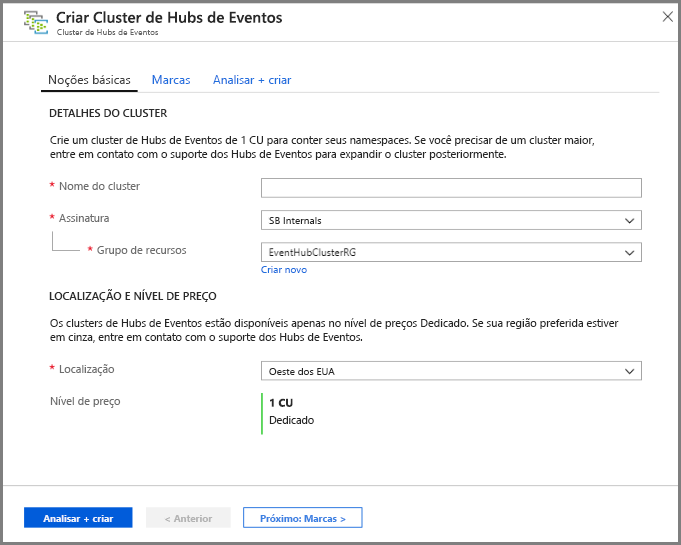 Criar Cluster de Hubs de Eventos
Cluster de Hubs de Eventos
Noções básicas Marcas Analisar + criar
DETALHES DO CLUSTER
Crie um cluster de Hubs de Eventos de 1 CU para conter seus namespaces. Se você precisar de um cluster maior,
entre em contato com o suporte dos Hubs de Eventos para expandir o cluster posteriormente.
* Nome do cluster
* Assinatura SB Internals
* Grupo de recursos EventHubClusterRG
Criar novo
LOCALIZAÇÃO E NÍVEL DE PREÇO
Os clusters de Hubs de Eventos estão disponíveis apenas no nível de preços Dedicado. Se sua região preferida estiver
em cinza, entre em contato com o suporte dos Hubs de Eventos.
* Localização Oeste dos EUA
Nível de preço 1 CU
Dedicado
Analisar + criar < Anterior Próximo: Marcas >